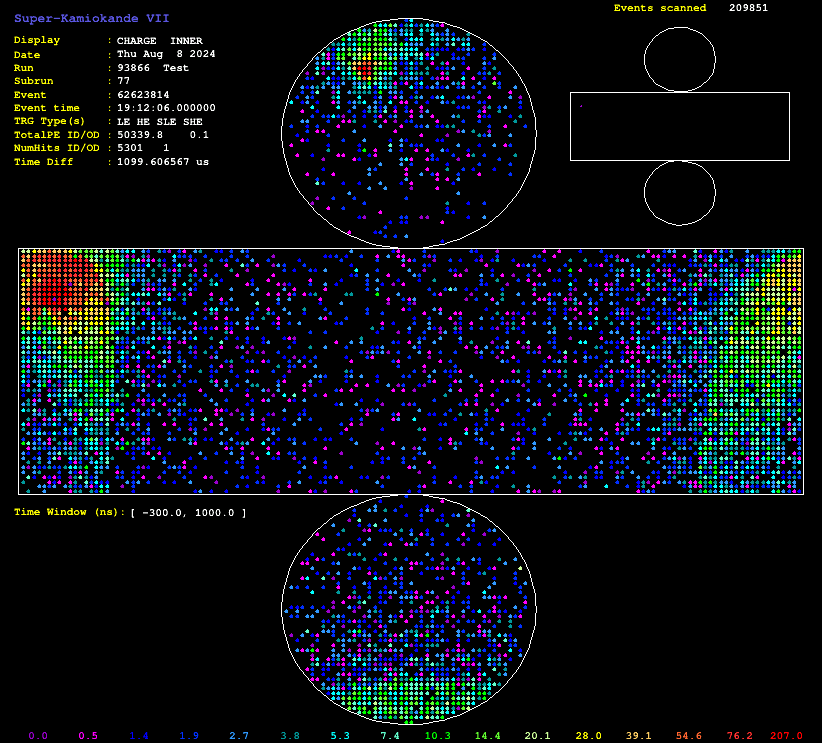 Super-Kamiokande VII
Events scanned 209851
Display : CHARGE INNER
Date : Thu Aug 8 2024
Run : 93866 Test
Subrun : 77
Event : 62623814
Event time : 19:12:06.000000
TRG Type(s) : LE HE SLE SHE
TotalPE ID/OD : 50339.8 0.1
NumHits ID/OD : 5301 1
Time Diff : 1099.606567 us
Time Window (ns): [ -300.0, 1000.0 ]
0.0 0.5 1.4 1.9 2.7 3.8 5.3 7.4 10.3 14.4 20.1 28.0 39.1 54.6 76.2 207.0